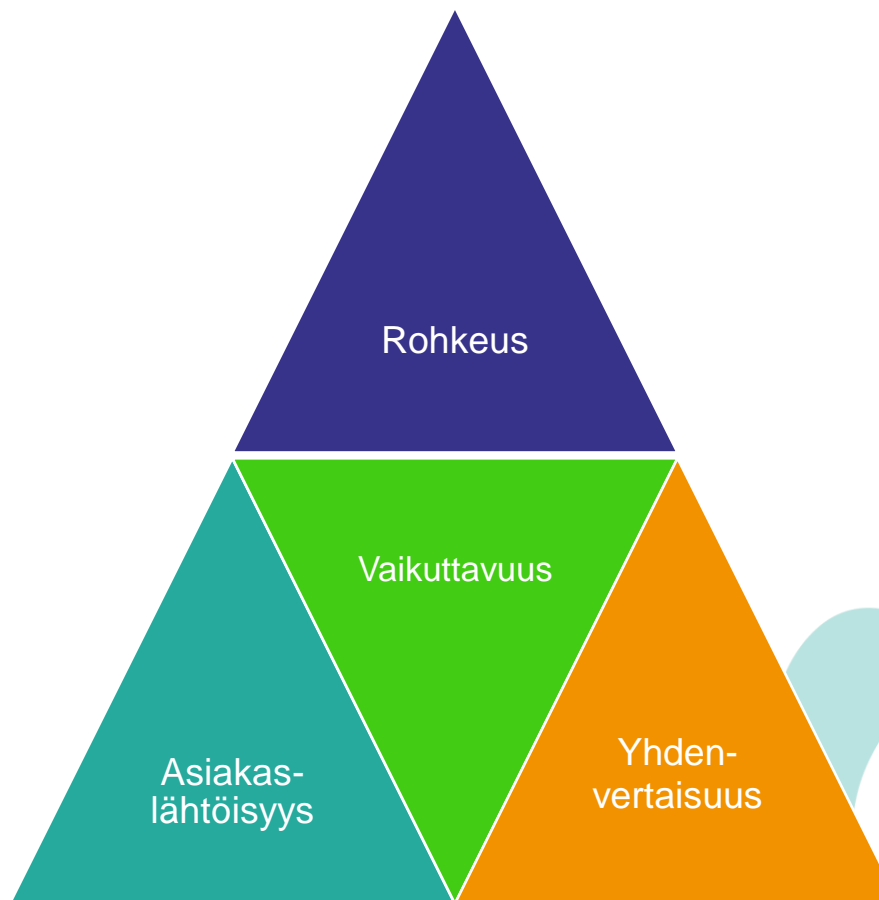 Rohkeus
Vaikuttavuus
Asiakas-
lähtöisyys
Yhden-
vertaisuus